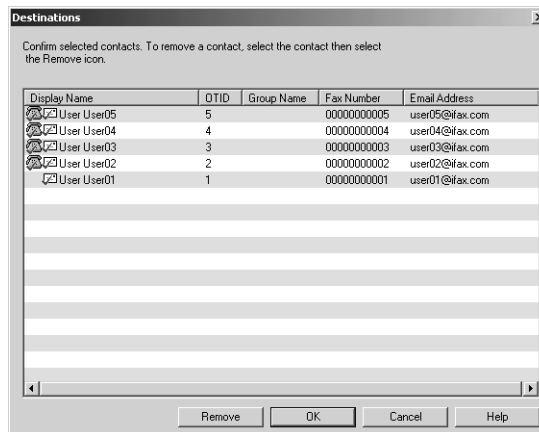 Destinations
Confirm selected contacts. To remove a contact, select the contact then select
the Remove icon.
Display Name OTID Group Name Fax Number Email Address
User User05 5 00000000005 user05@ifax.com
User User04 4 00000000004 user04@ifax.com
User User03 3 00000000003 user03@ifax.com
User User02 2 00000000002 user02@ifax.com
User User01 1 00000000001 user01@ifax.com
Remove OK Cancel Help